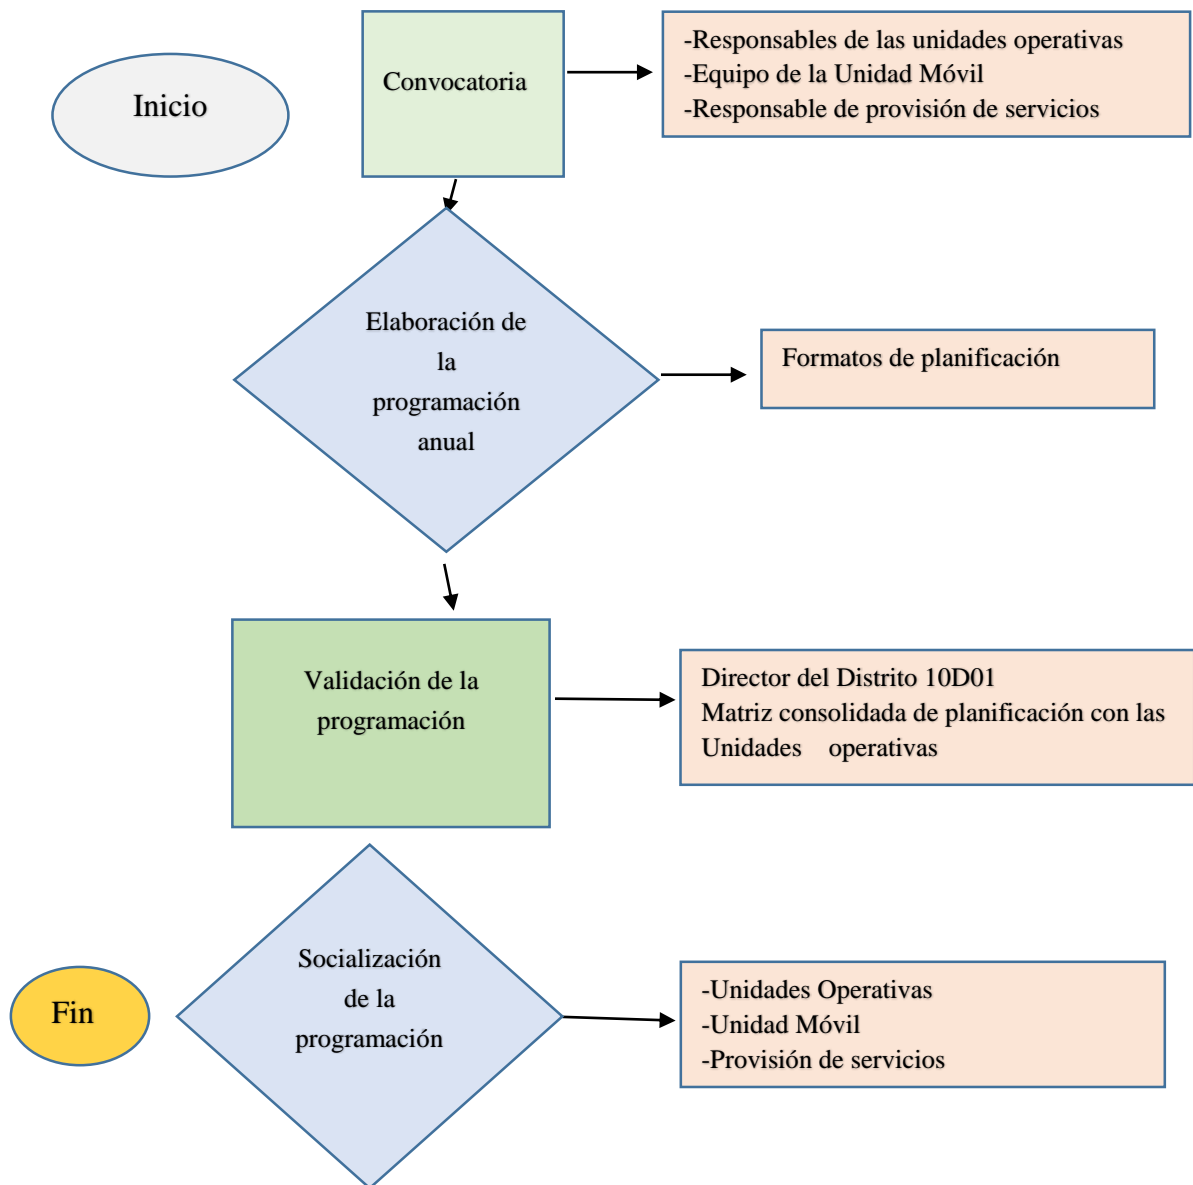 Inicio
Convocatoria
-Responsables de las unidades operativas
-Equipo de la Unidad Móvil
-Responsable de provisión de servicios
Elaboración de
la
programación
anual
Formatos de planificación
Validación de la
programación
Director del Distrito 10D01
Matriz consolidada de planificación con las
Unidades operativas
Socialización
de la
programación
Fin
-Unidades Operativas
-Unidad Móvil
-Provisión de servicios